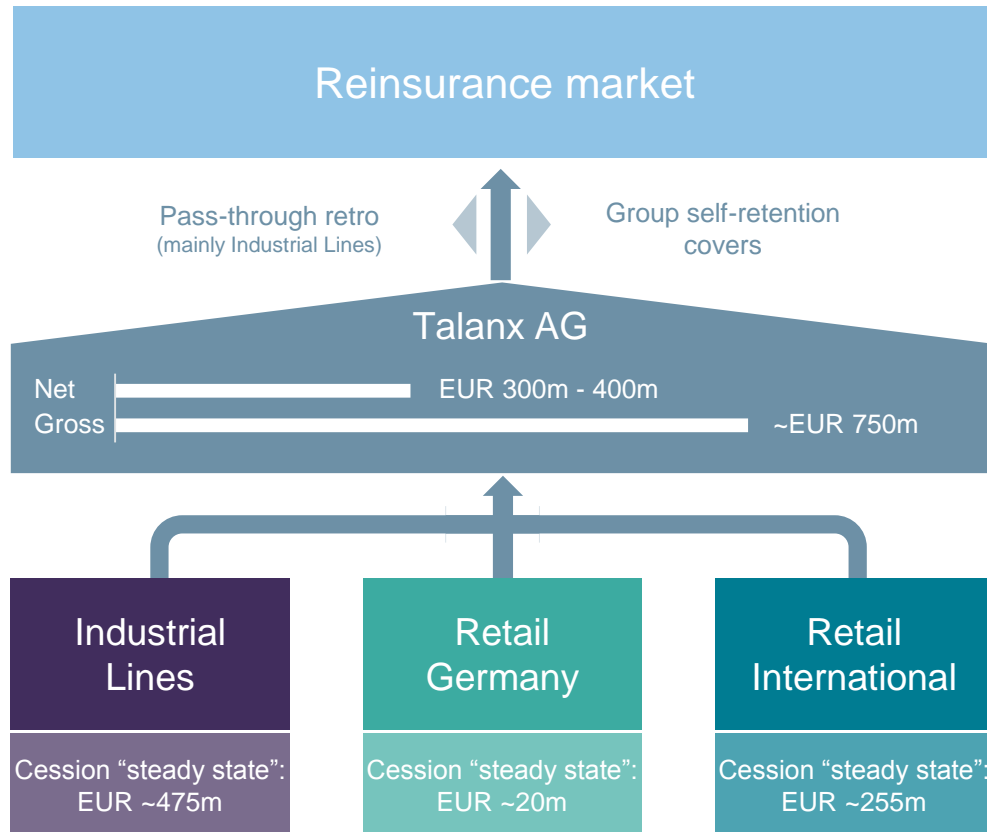 Reinsurance market
Pass-through retro
(mainly Industrial Lines)
Group self-retention
covers
Talanx AG
Net
EUR 300m - 400m
Gross
~EUR 750m
Industrial
Lines
Cession “steady state”:
EUR ~475m
Retail
Germany
Cession “steady state”:
EUR ~20m
Retail
International
Cession “steady state”:
EUR ~255m